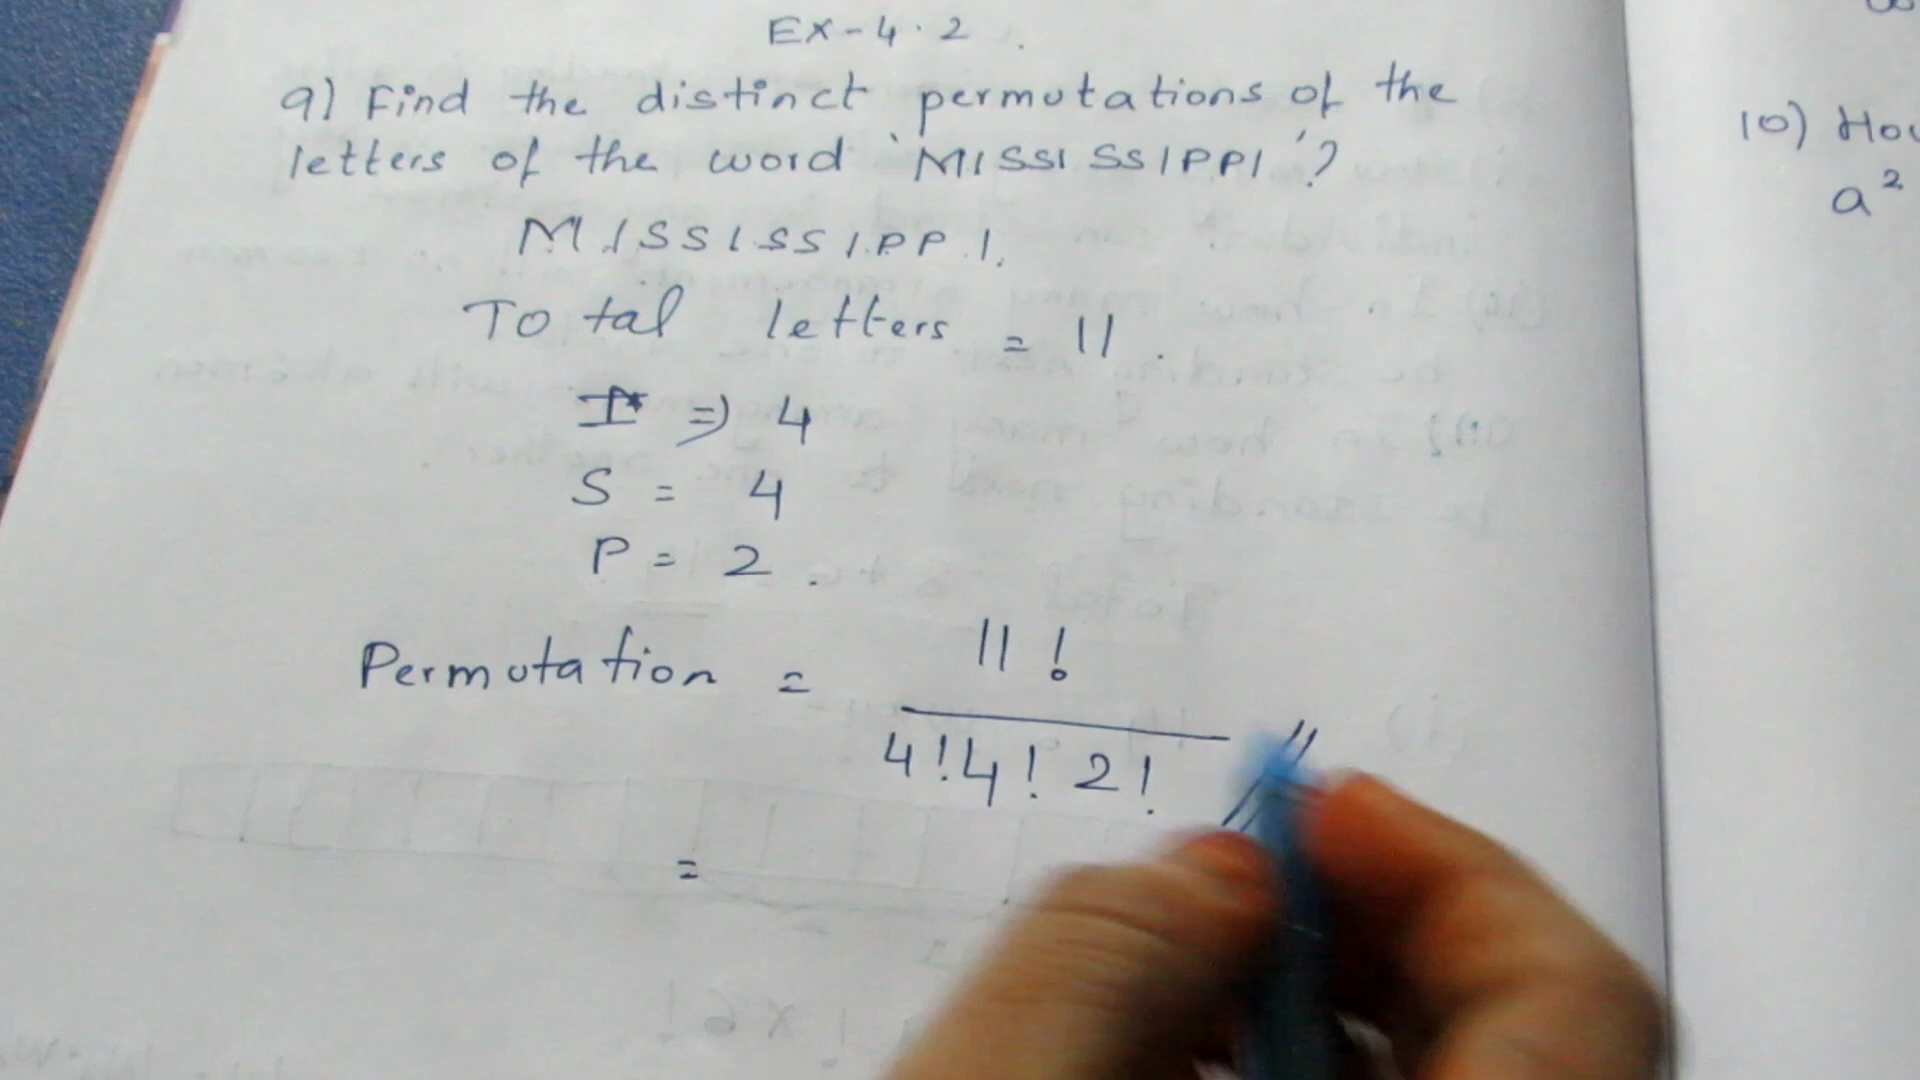 EX-4.2
9) Find the distinct permutations of the
letters of the word 'MISSISSIPPI'?
MISSISSIPPI.
Total letters = 11.
I => 4
S = 4
P = 2.
Permutation = 11!
4!4! 2!
=
10) Hou
a²